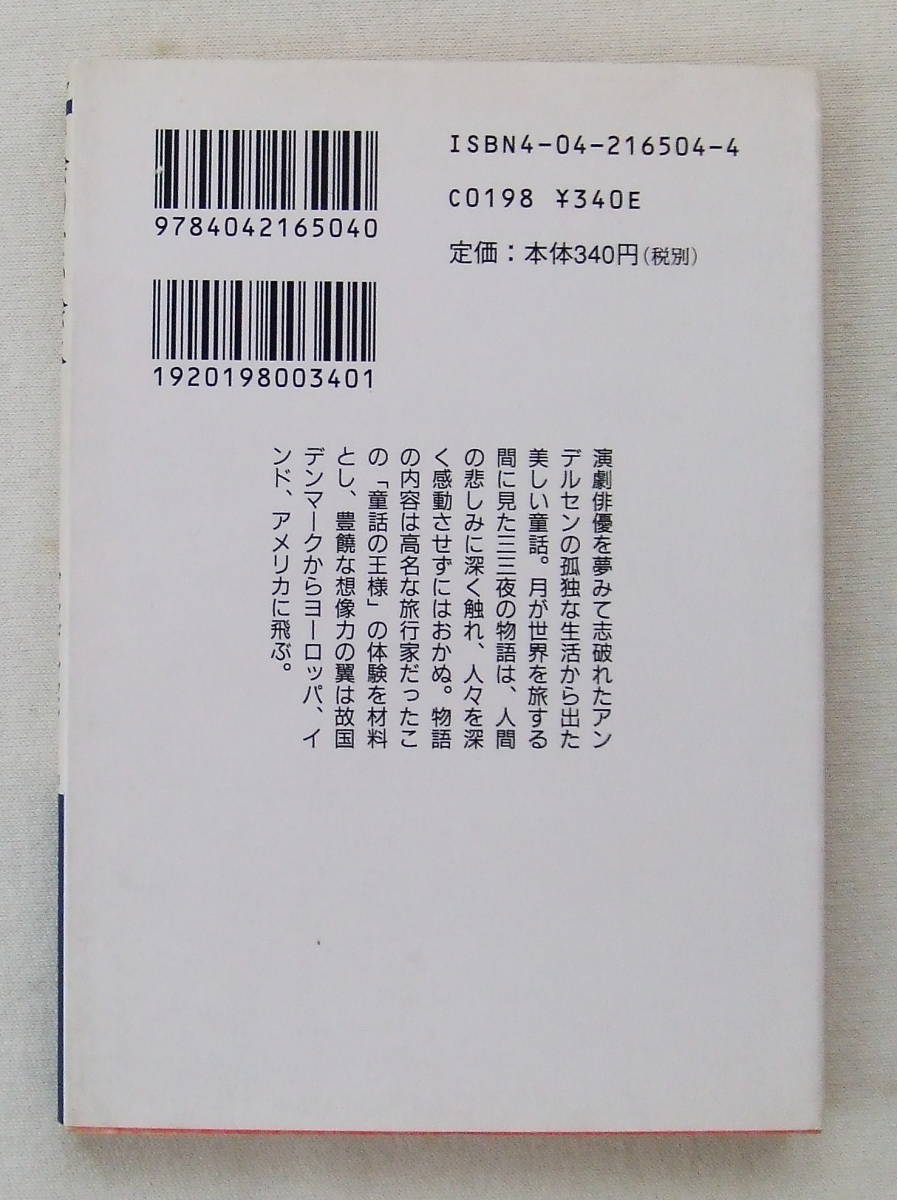 9784042165040
ISBN4-04-216504-4
C0198 ¥340E
定価：本体340円(税別)
1920198003401
演劇俳優を夢みて志破れたアン
デルセンの孤独な生活から出た
美しい童話。月が世界を旅する
間に見た三三夜の物語は、人間
の悲しみに深く触れ、人々を深
く感動させずにはおかぬ。物語
の内容は高名な旅行家だったこ
の「童話の王様」の体験を材料
とし、豊饒な想像力の翼は故国
デンマークからヨーロッパ、イ
ンド、アメリカに飛ぶ。